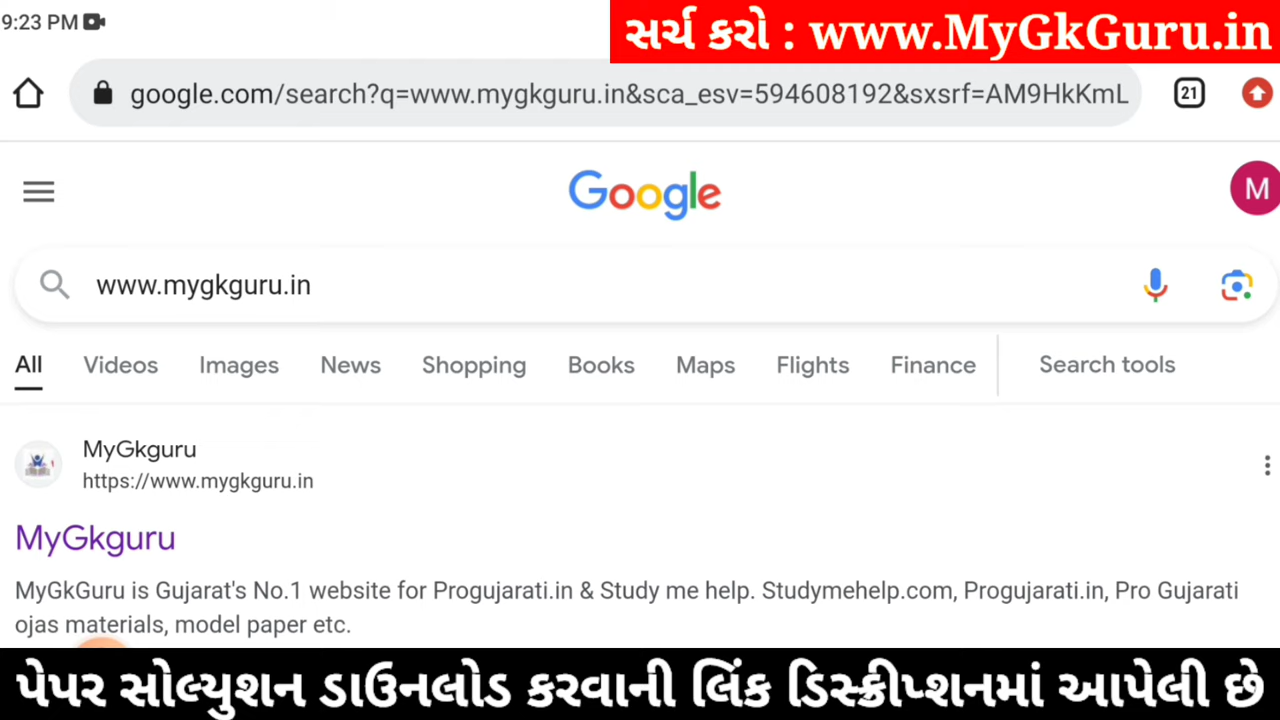 9:23 PM
સર્ચ કરો : www.MyGkGuru.in
google.com/search?q=www.mygkguru.in&sca_esv=594608192&sxsrf=AM9HkKmL
21
Google
M
www.mygkguru.in
All Videos Images News Shopping Books Maps Flights Finance Search tools
MyGkguru
https://www.mygkguru.in
MyGkguru
MyGkGuru is Gujarat's No.1 website for Progujarati.in & Study me help. Studymehelp.com, Progujarati.in, Pro Gujarati
ojas materials, model paper etc.
પેપર સોલ્યુશન ડાઉનલોડ કરવાની લિંક ડિસ્ક્રીપ્શનમાં આપેલી છે